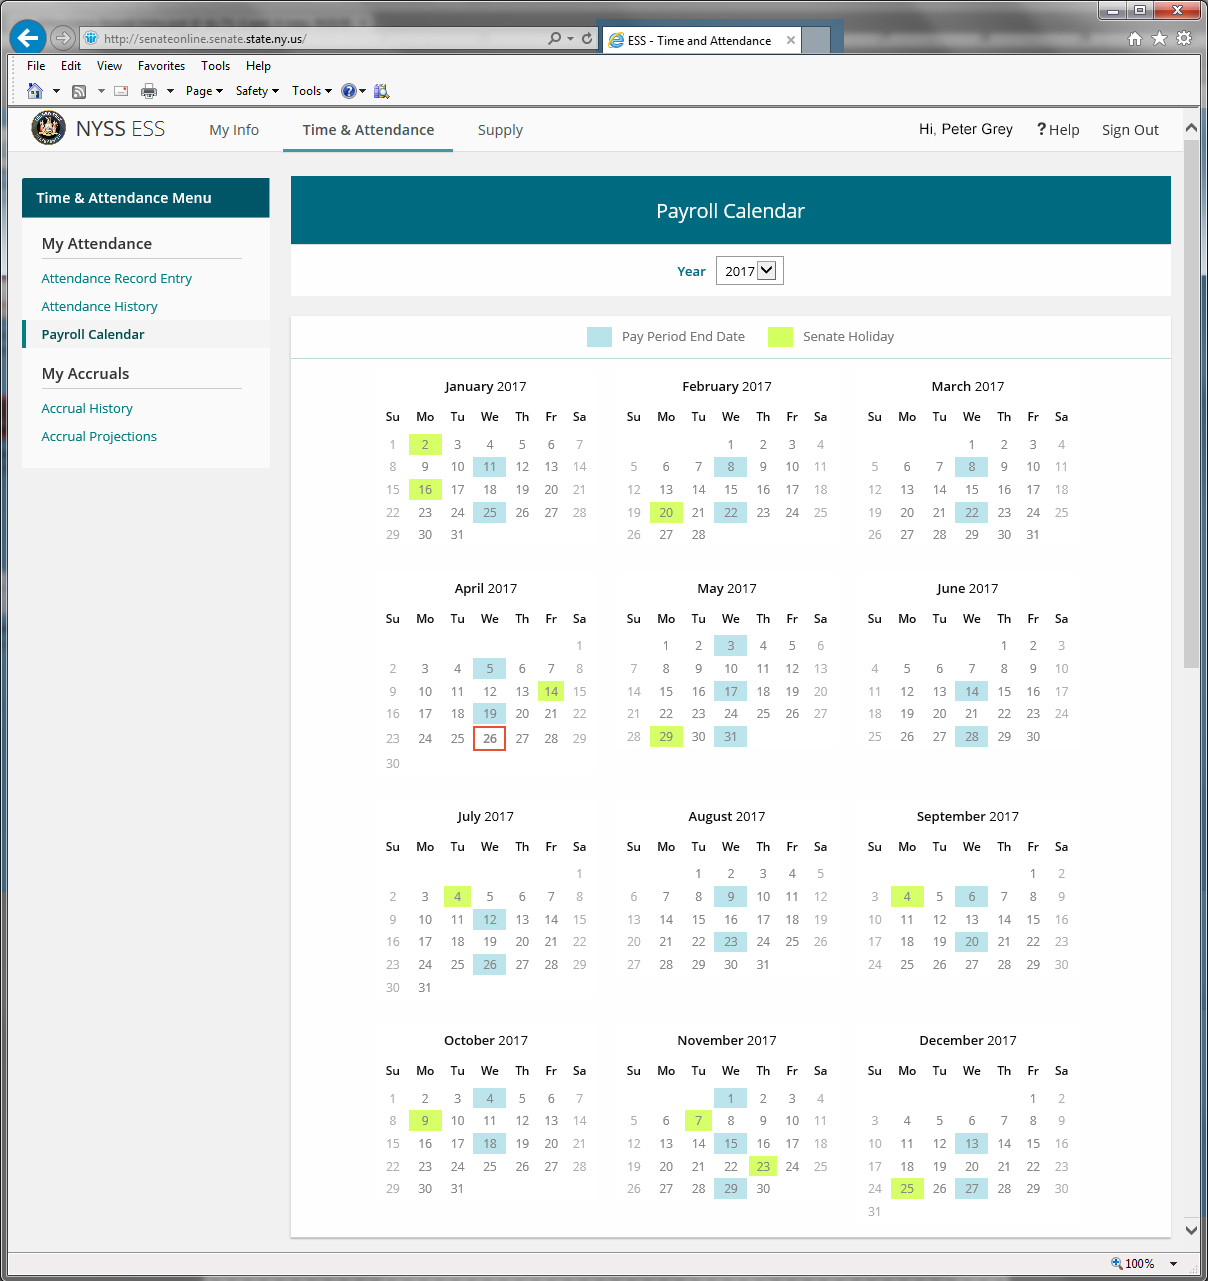 http://senateonline.senate.state.ny.us/
ESS - Time and Attendance
File Edit View Favorites Tools Help
Page Safety Tools
NYSS ESS My Info Time & Attendance Supply Hi, Peter Grey ?Help Sign Out
Time & Attendance Menu
My Attendance
Attendance Record Entry
Attendance History
Payroll Calendar
My Accruals
Accrual History
Accrual Projections
Payroll Calendar
Year 2017
Pay Period End Date Senate Holiday
January 2017
Su Mo Tu We Th Fr Sa
1 2 3 4 5 6 7
8 9 10 11 12 13 14
15 16 17 18 19 20 21
22 23 24 25 26 27 28
29 30 31
February 2017
Su Mo Tu We Th Fr Sa
1 2 3 4
5 6 7 8 9 10 11
12 13 14 15 16 17 18
19 20 21 22 23 24 25
26 27 28
March 2017
Su Mo Tu We Th Fr Sa
1 2 3 4
5 6 7 8 9 10 11
12 13 14 15 16 17 18
19 20 21 22 23 24 25
26 27 28 29 30 31
April 2017
Su Mo Tu We Th Fr Sa
1
2 3 4 5 6 7 8
9 10 11 12 13 14 15
16 17 18 19 20 21 22
23 24 25 26 27 28 29
30
May 2017
Su Mo Tu We Th Fr Sa
1 2 3 4 5 6
7 8 9 10 11 12 13
14 15 16 17 18 19 20
21 22 23 24 25 26 27
28 29 30 31
June 2017
Su Mo Tu We Th Fr Sa
1 2 3
4 5 6 7 8 9 10
11 12 13 14 15 16 17
18 19 20 21 22 23 24
25 26 27 28 29 30
July 2017
Su Mo Tu We Th Fr Sa
1
2 3 4 5 6 7 8
9 10 11 12 13 14 15
16 17 18 19 20 21 22
23 24 25 26 27 28 29
30 31
August 2017
Su Mo Tu We Th Fr Sa
1 2 3 4 5
6 7 8 9 10 11 12
13 14 15 16 17 18 19
20 21 22 23 24 25 26
27 28 29 30 31
September 2017
Su Mo Tu We Th Fr Sa
1 2
3 4 5 6 7 8 9
10 11 12 13 14 15 16
17 18 19 20 21 22 23
24 25 26 27 28 29 30
October 2017
Su Mo Tu We Th Fr Sa
1 2 3 4 5 6 7
8 9 10 11 12 13 14
15 16 17 18 19 20 21
22 23 24 25 26 27 28
29 30 31
November 2017
Su Mo Tu We Th Fr Sa
1 2 3 4
5 6 7 8 9 10 11
12 13 14 15 16 17 18
19 20 21 22 23 24 25
26 27 28 29 30
December 2017
Su Mo Tu We Th Fr Sa
1 2
3 4 5 6 7 8 9
10 11 12 13 14 15 16
17 18 19 20 21 22 23
24 25 26 27 28 29 30
31
100%